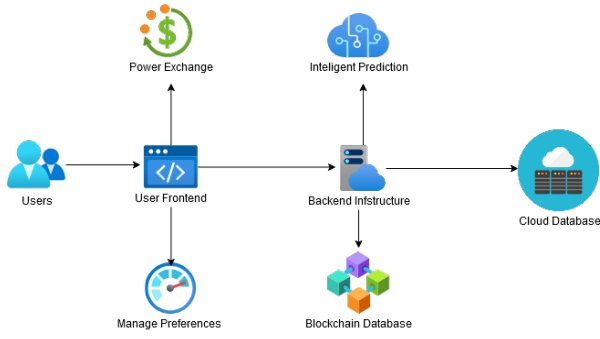 Power Exchange
Inteligent Prediction
Users
User Frontend
Backend Infstructure
Cloud Database
Manage Preferences
Blockchain Database